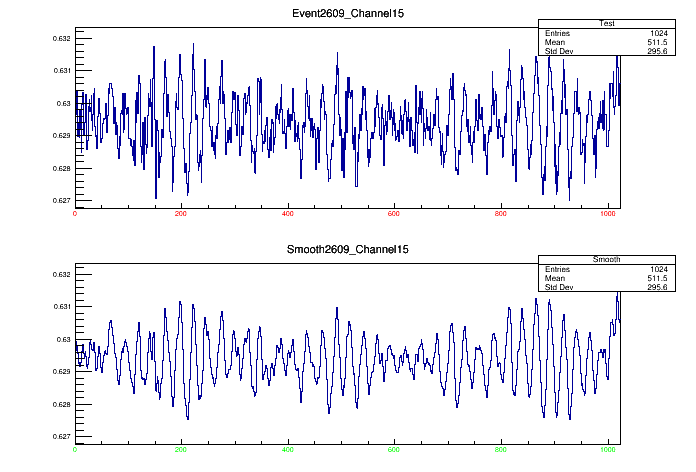 Event2609_Channel15
Test
Entries 1024
Mean 511.5
Std Dev 295.6
0.632
0.631
0.63
0.629
0.628
0.627
0 200 400 600 800 1000
Smooth2609_Channel15
Smooth
Entries 1024
Mean 511.5
Std Dev 295.6
0.632
0.631
0.63
0.629
0.628
0.627
0 200 400 600 800 1000